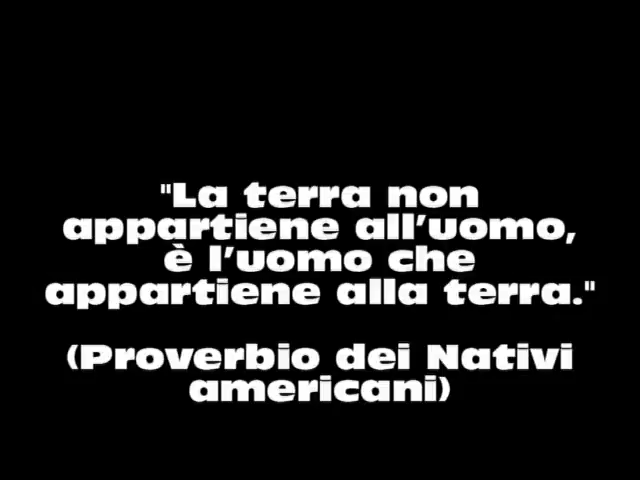 "La terra non
appartiene all'uomo,
è l'uomo che
appartiene alla terra."
(Proverbio dei Nativi
americani)